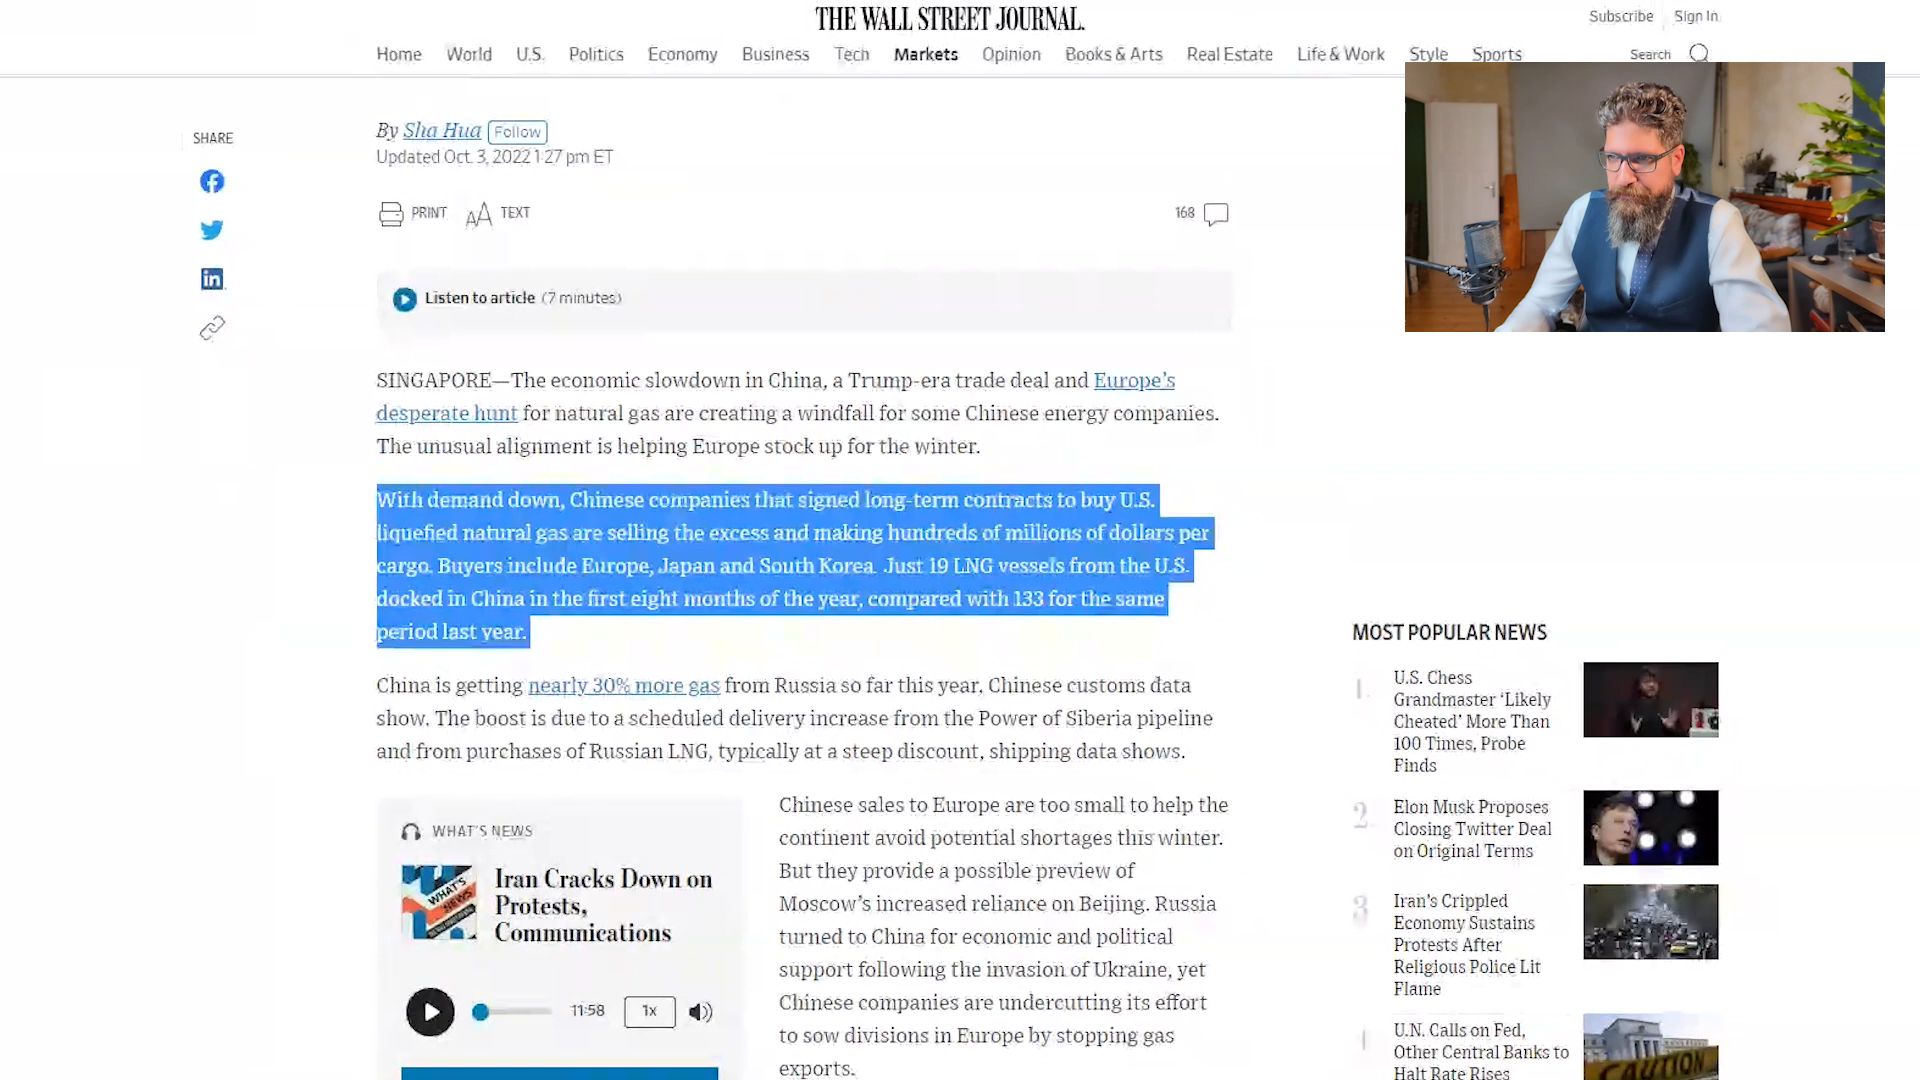 THE WALL STREET JOURNAL.
Subscribe
Sign In
Home World U.S. Politics Economy Business Tech Markets Opinion Books & Arts Real Estate Life & Work Style Sports
Search
SHARE
By Sha Hua Follow
Updated Oct. 3, 2022 1:27 pm ET
PRINT
AA TEXT
168
Listen to article (7 minutes)
SINGAPORE—The economic slowdown in China, a Trump-era trade deal and Europe's
desperate hunt for natural gas are creating a windfall for some Chinese energy companies.
The unusual alignment is helping Europe stock up for the winter.
With demand down, Chinese companies that signed long-term contracts to buy U.S.
liquefied natural gas are selling the excess and making hundreds of millions of dollars per
cargo. Buyers include Europe, Japan and South Korea. Just 19 LNG vessels from the U.S.
docked in China in the first eight months of the year, compared with 133 for the same
period last year.
China is getting nearly 30% more gas from Russia so far this year, Chinese customs data
show. The boost is due to a scheduled delivery increase from the Power of Siberia pipeline
and from purchases of Russian LNG, typically at a steep discount, shipping data shows.
WHAT'S NEWS
WHAT'S
NEWS
Iran Cracks Down on
Protests,
Communications
11:58
1x
Chinese sales to Europe are too small to help the
continent avoid potential shortages this winter.
But they provide a possible preview of
Moscow's increased reliance on Beijing. Russia
turned to China for economic and political
support following the invasion of Ukraine, yet
Chinese companies are undercutting its effort
to sow divisions in Europe by stopping gas
exports.
MOST POPULAR NEWS
1.
U.S. Chess
Grandmaster 'Likely
Cheated' More Than
100 Times, Probe
Finds
2.
Elon Musk Proposes
Closing Twitter Deal
on Original Terms
3
Iran's Crippled
Economy Sustains
Protests After
Religious Police Lit
Flame
U.N. Calls on Fed,
Other Central Banks to
Halt Rate Rises
CAUTION